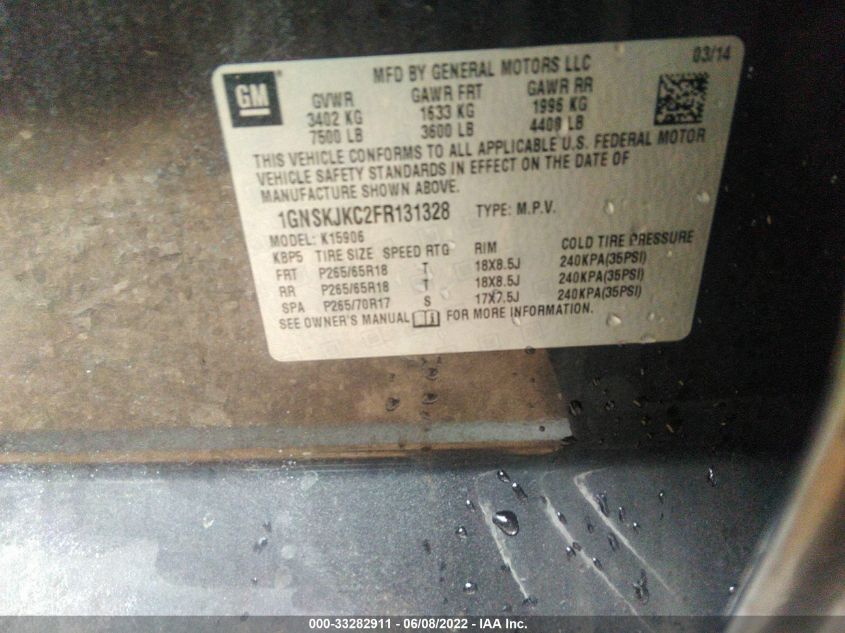 MFD BY GENERAL MOTORS LLC 03/14
GM
GVWR GAWR FRT GAWR RR
3402 KG 1633 KG 1996 KG
7500 LB 3600 LB 4400 LB
THIS VEHICLE CONFORMS TO ALL APPLICABLE U.S. FEDERAL MOTOR
VEHICLE SAFETY STANDARDS IN EFFECT ON THE DATE OF
MANUFACTURE SHOWN ABOVE.
1GNSKJKC2FR131328 TYPE: M.P.V.
MODEL: K15906
KBP5 TIRE SIZE SPEED RTG RIM COLD TIRE PRESSURE
FRT P265/65R18 T 18X8.5J 240KPA(35PSI)
RR P265/65R18 T 18X8.5J 240KPA(35PSI)
SPA P265/70R17 S 17X7.5J 240KPA(35PSI)
SEE OWNER'S MANUAL FOR MORE INFORMATION.
000-33282911 - 06/08/2022 - IAA Inc.